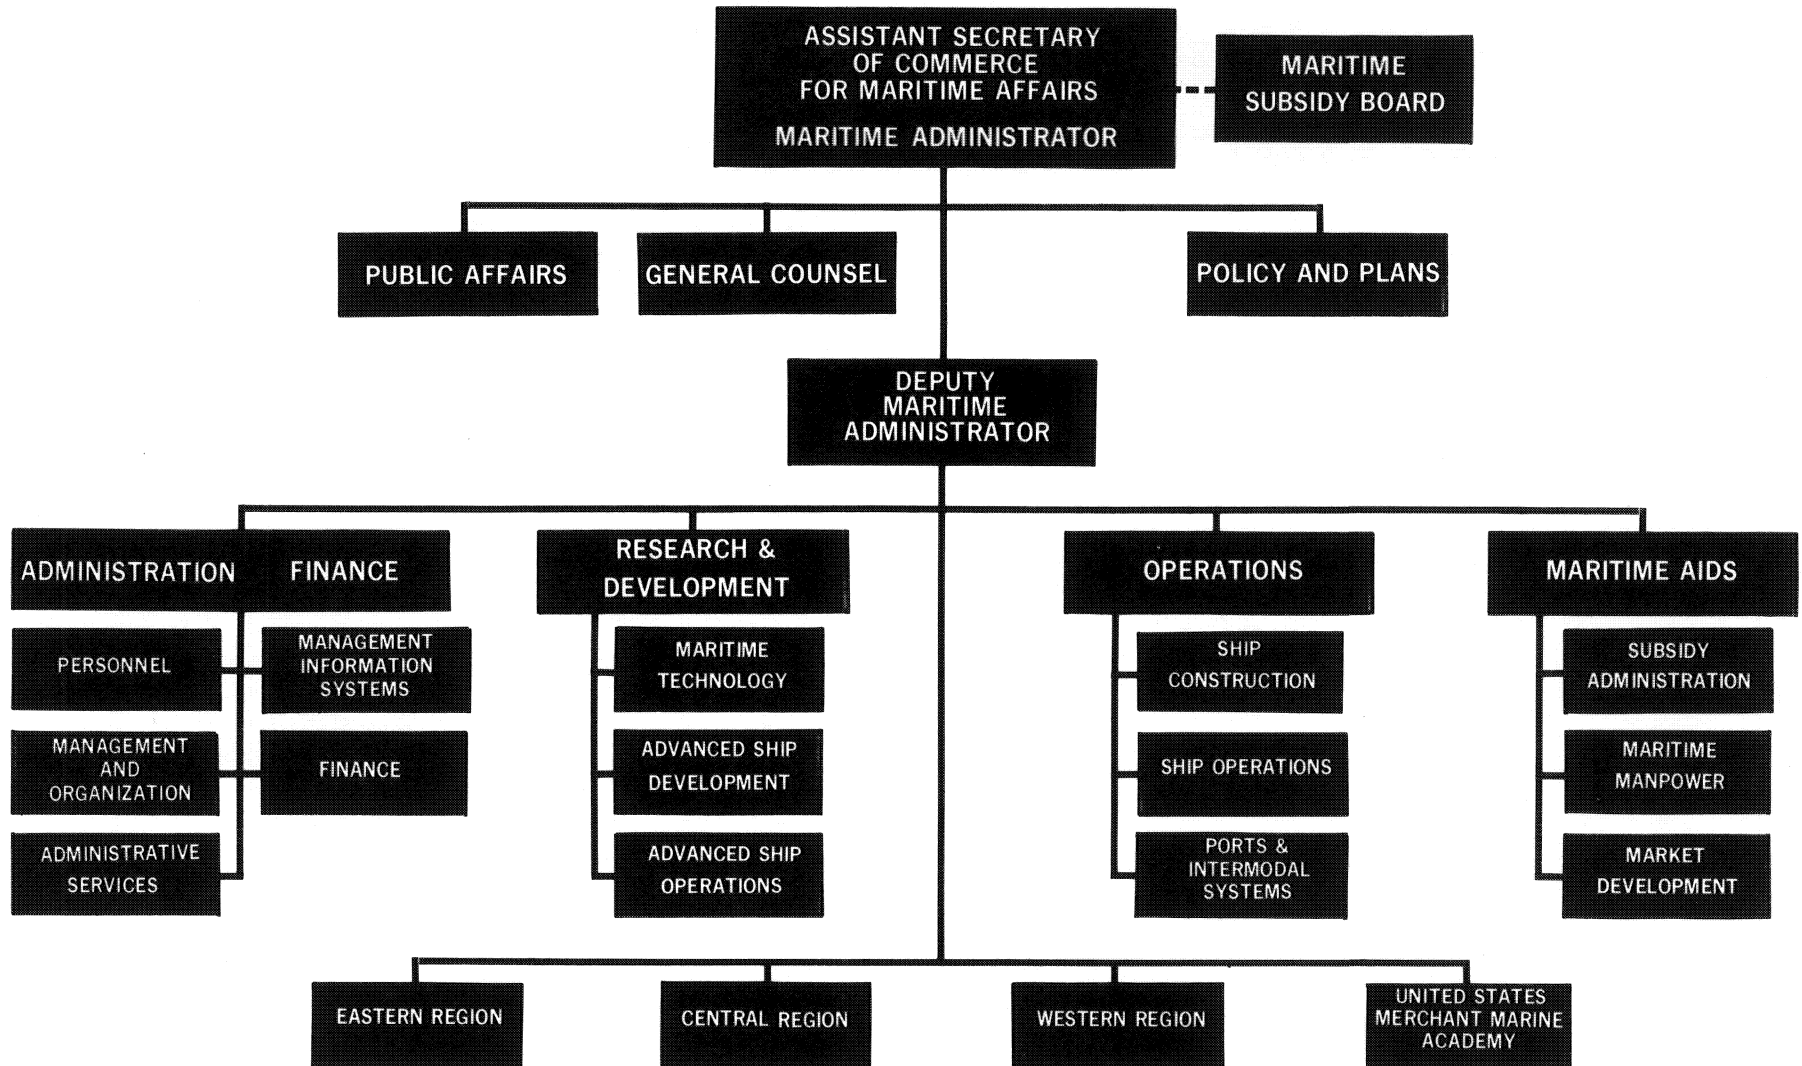 ASSISTANT SECRETARY
OF COMMERCE
FOR MARITIME AFFAIRS
MARITIME ADMINISTRATOR
MARITIME
SUBSIDY BOARD
PUBLIC AFFAIRS
GENERAL COUNSEL
POLICY AND PLANS
DEPUTY
MARITIME
ADMINISTRATOR
ADMINISTRATION FINANCE
RESEARCH &
DEVELOPMENT
OPERATIONS
MARITIME AIDS
PERSONNEL
MANAGEMENT
INFORMATION
SYSTEMS
MANAGEMENT
AND
ORGANIZATION
FINANCE
ADMINISTRATIVE
SERVICES
MARITIME
TECHNOLOGY
ADVANCED SHIP
DEVELOPMENT
ADVANCED SHIP
OPERATIONS
SHIP
CONSTRUCTION
SHIP OPERATIONS
PORTS &
INTERMODAL
SYSTEMS
SUBSIDY
ADMINISTRATION
MARITIME
MANPOWER
MARKET
DEVELOPMENT
EASTERN REGION
CENTRAL REGION
WESTERN REGION
UNITED STATES
MERCHANT MARINE
ACADEMY